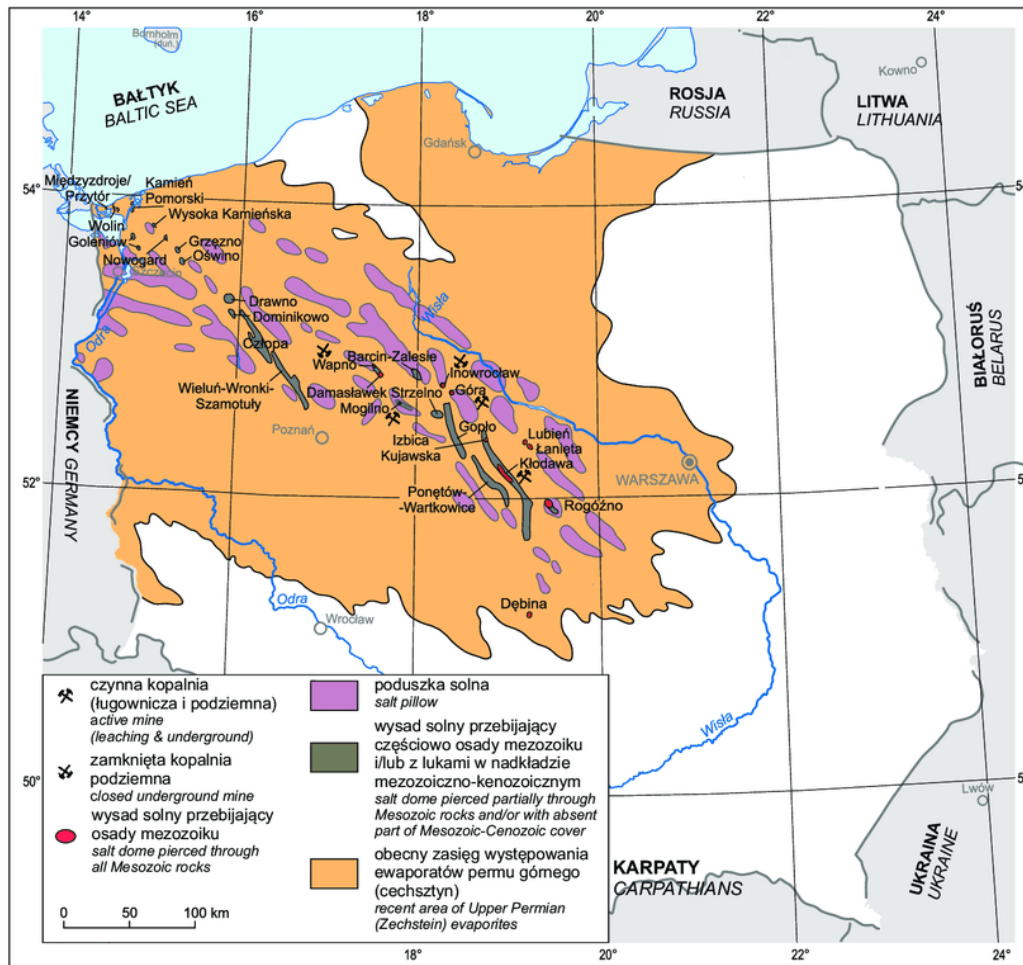 14°
16°
18°
20°
22°
24°
Bornholm
(duń.)
BAŁTYK
BALTIC SEA
ROSJA
RUSSIA
LITWA
LITHUANIA
Kowno
Gdańsk
54°
Międzyzdroje/
Przytór
Kamień
Pomorski
Wysoka Kamieńska
Wolin
Goleniów
Grzęzno
Oświno
Nowogard
Drawno
Dominikowo
Człopa
Wisła
Odra
Barcin-Zalesie
Wapno
Inowrocław
Damasławek
Strzelno
Góra
Mogilno
Wieluń-Wronki-
Szamotuły
Poznań
Gopło
Izbica
Kujawska
Lubień
Łanięta
Kłodawa
WARSZAWA
BIAŁORUŚ
BELARUS
NIEMCY GERMANY
52°
Ponętów-
-Wartkowice
Rogóźno
Odra
Wrocław
Dębina
Wisła
czynna kopalnia
(ługownicza i podziemna)
active mine
(leaching & underground)
zamknięta kopalnia
podziemna
closed underground mine
wysad solny przebijający
osady mezozoiku
salt dome pierced through
all Mesozoic rocks
0 50 100 km
poduszka solna
salt pillow
wysad solny przebijający
częściowo osady mezozoiku
i/lub z lukami w nadkładzie
mezozoiczno-kenozoicznym
salt dome pierced partially through
Mesozoic rocks and/or with absent
part of Mesozoic-Cenozoic cover
obecny zasięg występowania
ewaporatów permu górnego
(cechsztyn)
recent area of Upper Permian
(Zechstein) evaporites
50°
Lwów
KARPATY
CARPATHIANS
UKRAINA
UKRAINE
18°
20°
22°
24°